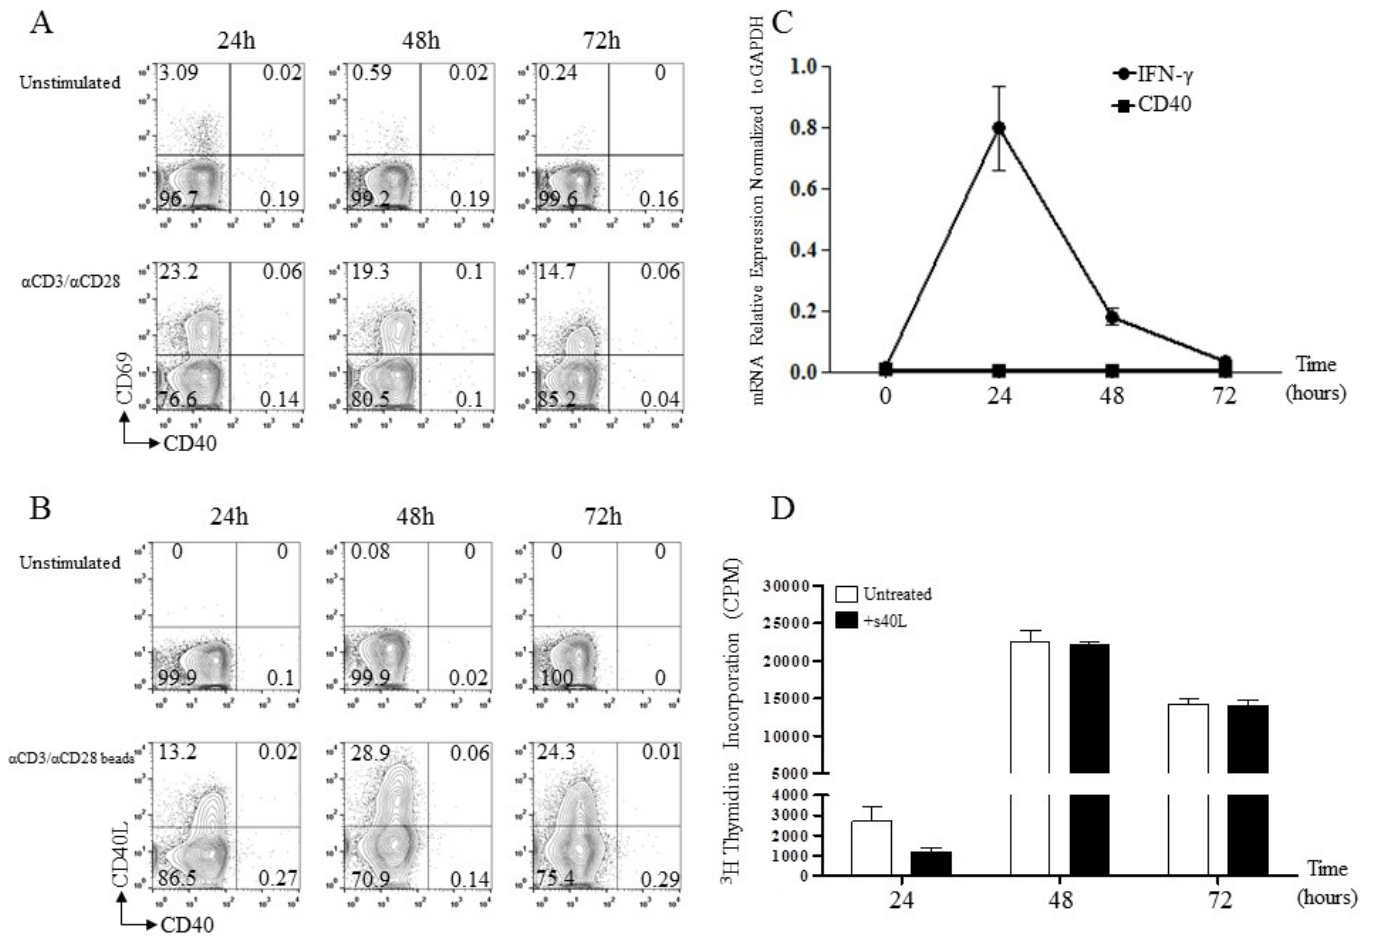 A
24h 48h 72h
Unstimulated
3.09 0.02 0.59 0.02 0.24 0
96.7 0.19 99.2 0.19 99.6 0.16
αCD3/αCD28
23.2 0.06 19.3 0.1 14.7 0.06
76.6 0.14 80.5 0.1 85.2 0.04
CD69
CD40
B
24h 48h 72h
Unstimulated
0 0 0.08 0 0 0
99.9 0.1 99.9 0.02 100 0
αCD3/αCD28 beads
13.2 0.02 28.9 0.06 24.3 0.01
86.5 0.27 70.9 0.14 75.4 0.29
CD40L
CD40
C
mRNA Relative Expression Normalized to GAPDH
IFN-γ
CD40
1.0
0.8
0.6
0.4
0.2
0.0
0 24 48 72
Time
(hours)
D
³H Thymidine Incorporation (CPM)
Untreated
+s40L
30000
25000
20000
15000
10000
5000
4000
3000
2000
1000
0
24 48 72
Time
(hours)